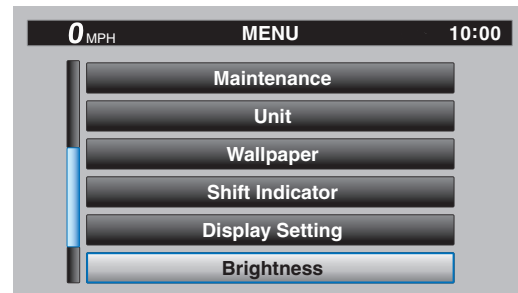 0 MPH MENU 10:00
Maintenance
Unit
Wallpaper
Shift Indicator
Display Setting
Brightness